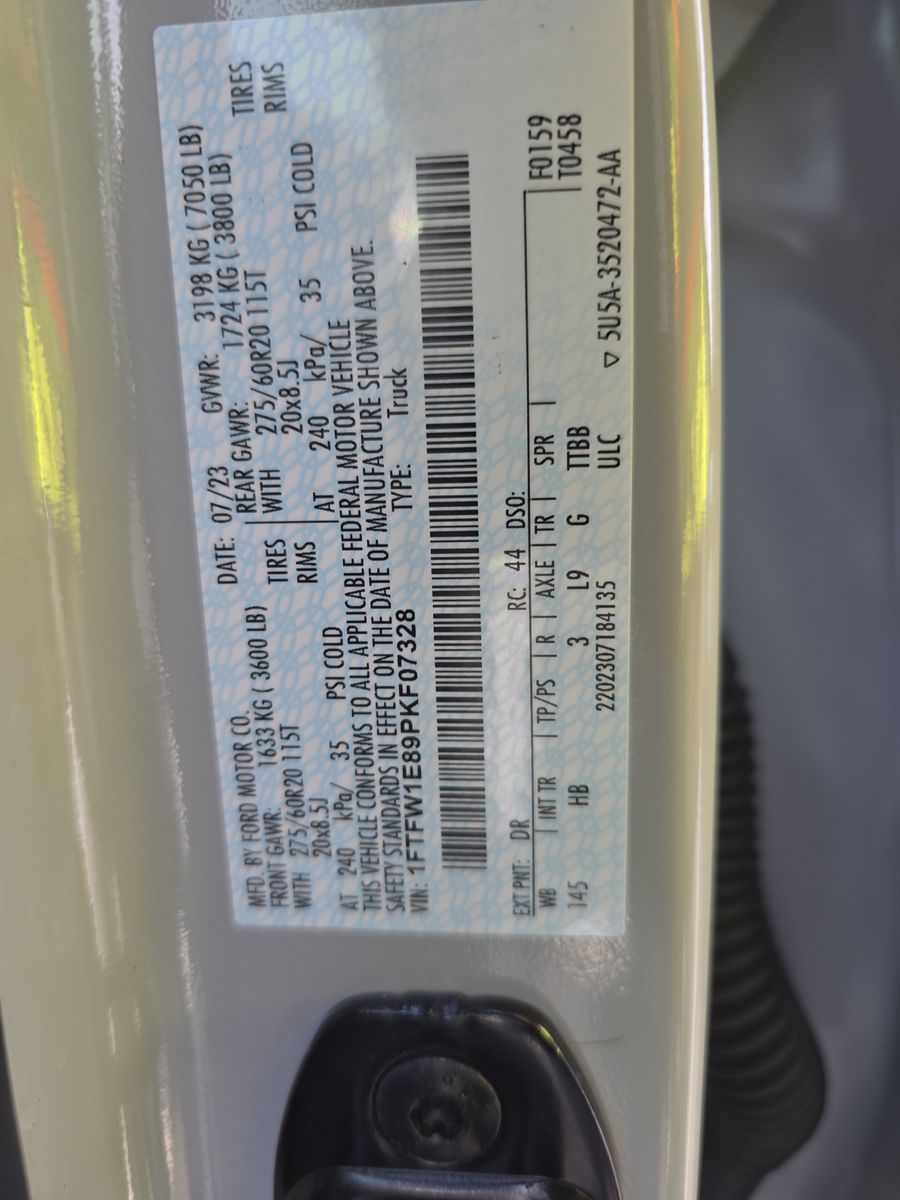 MFD. BY FORD MOTOR CO.
DATE: 07/23 GVWR: 3198 KG ( 7050 LB)
FRONT GAWR: 1633 KG ( 3600 LB)
REAR GAWR: 1724 KG ( 3800 LB)
WITH 275/60R20 115T TIRES
WITH 275/60R20 115T TIRES
20x8.5J RIMS
20x8.5J RIMS
AT 240 kPa/ 35 PSI COLD
AT 240 kPa/ 35 PSI COLD
THIS VEHICLE CONFORMS TO ALL APPLICABLE FEDERAL MOTOR VEHICLE
SAFETY STANDARDS IN EFFECT ON THE DATE OF MANUFACTURE SHOWN ABOVE.
VIN: 1FTFW1E89PKF07328 TYPE: Truck
EXT PNT: DR RC: 44 DSO: F0159
WB INT TR TP/PS R AXLE TR SPR T0458
145 HB 3 L9 G TTBB
2202307184135 ULC ▽ 5U5A-3520472-AA